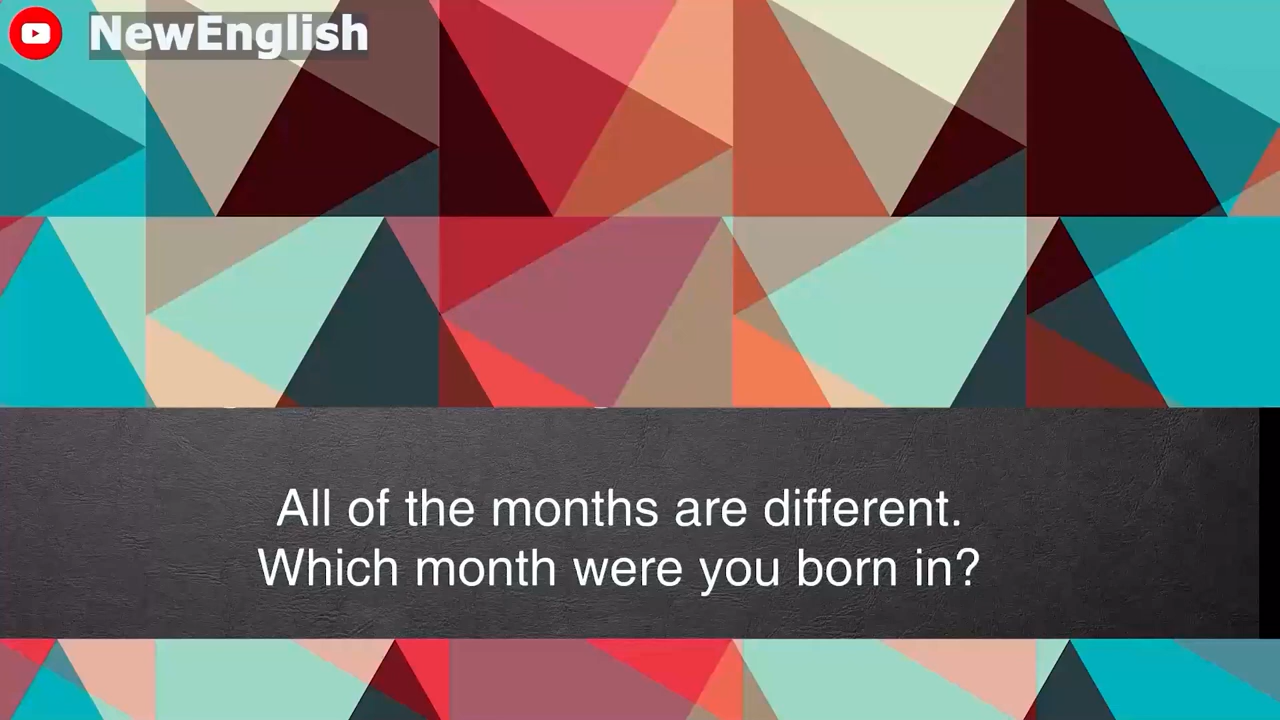 NewEnglish
All of the months are different.
Which month were you born in?